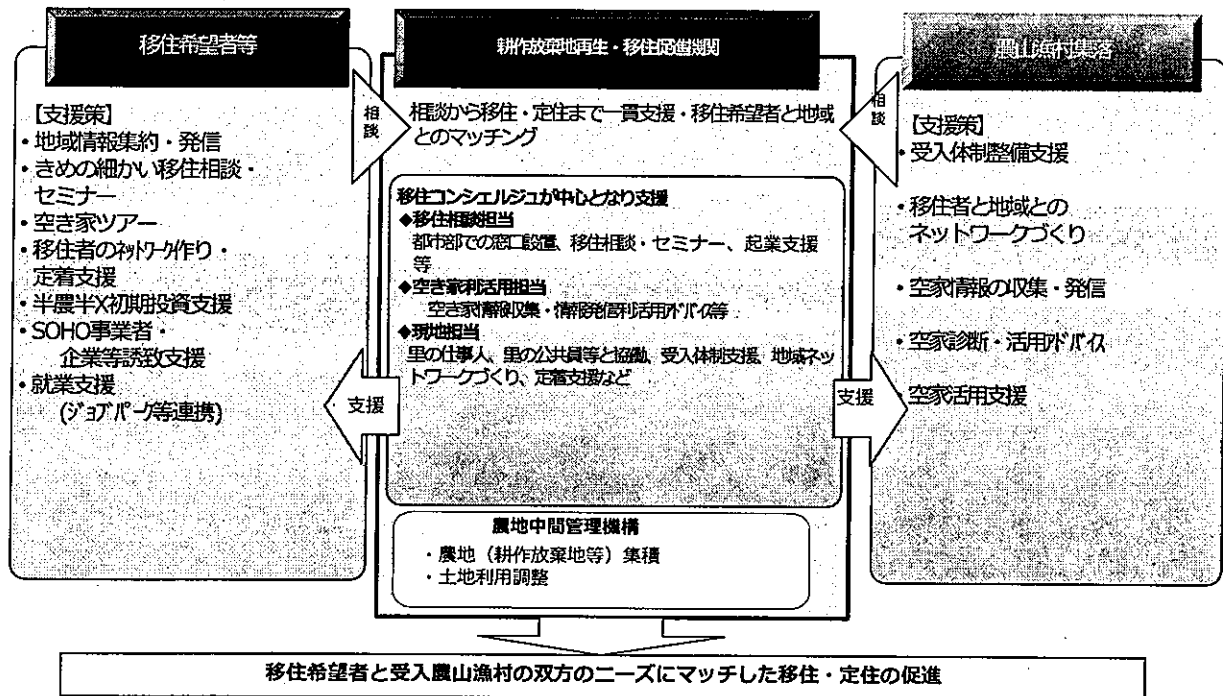 移住希望者等
【支援策】
・地域情報集約・発信
・きめの細かい移住相談・
セミナー
・空き家ツアー
・移住者のネットワーク作り・
定着支援
・半農半X初期投資支援
・SOHO事業者・
企業等誘致支援
・就業支援
(ジョブパーク等連携)
相談
支援
耕作放棄地再生・移住促進機関
相談から移住・定住まで一貫支援・移住希望者と地域
とのマッチング
移住コンシェルジュが中心となり支援
◆移住相談担当
都市部での窓口設置、移住相談・セミナー、起業支援
等
◆空き家利活用担当
空き家情報収集・情報発信利活用アドバイス等
◆現地担当
里の仕事人、里の公共員等と協働、受入体制支援、地域ネッ
トワークづくり、定着支援など
農地中間管理機構
・農地（耕作放棄地等）集積
・土地利用調整
相談
支援
農山漁村集落
【支援策】
・受入体制整備支援
・移住者と地域との
ネットワークづくり
・空家情報の収集・発信
・空家診断・活用アドバイス
・空家活用支援
移住希望者と受入農山漁村の双方のニーズにマッチした移住・定住の促進